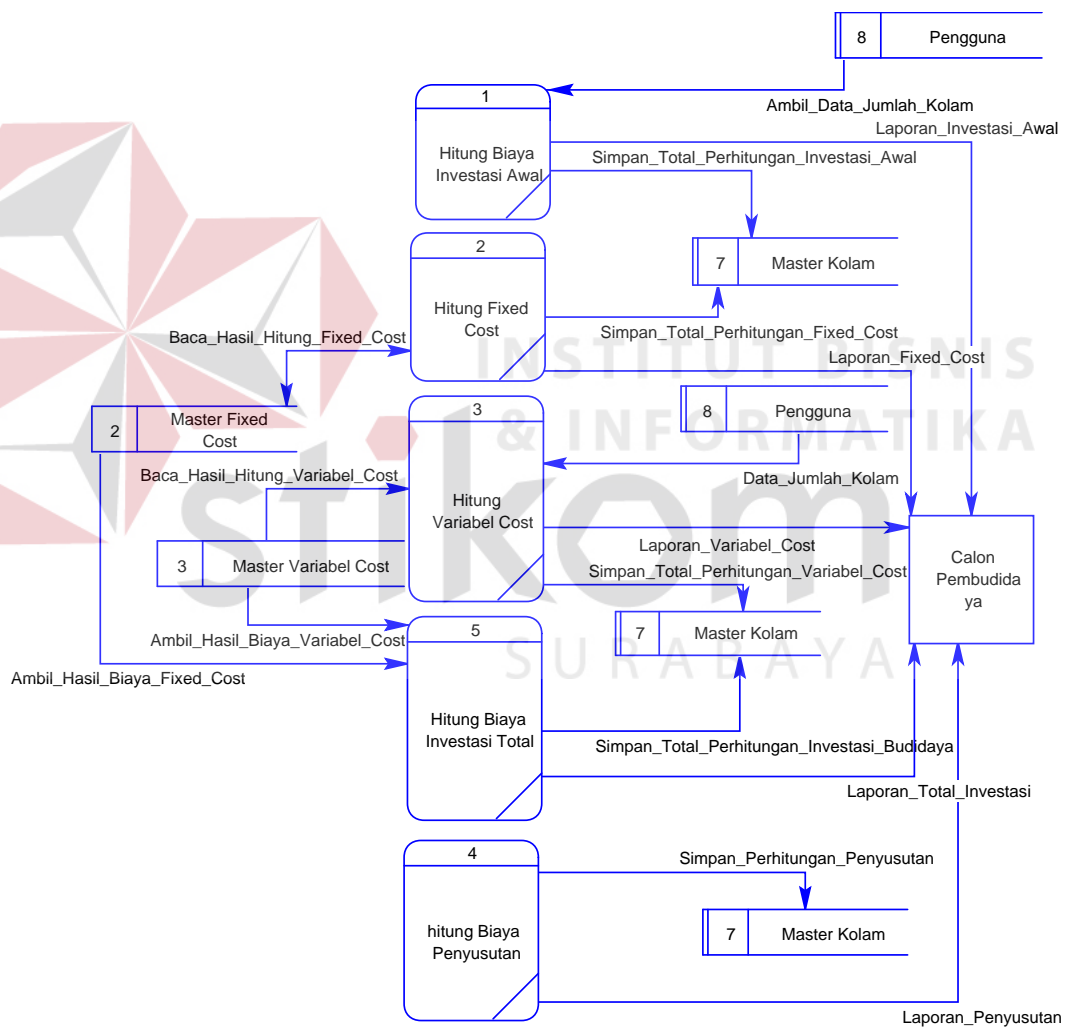 8
Pengguna
Ambil_Data_Jumlah_Kolam
Laporan_Investasi_Awal
1
Hitung Biaya
Investasi Awal
Simpan_Total_Perhitungan_Investasi_Awal
2
Hitung Fixed
Cost
7
Master Kolam
Simpan_Total_Perhitungan_Fixed_Cost
Baca_Hasil_Hitung_Fixed_Cost
Laporan_Fixed_Cost
INSTITUT BISNIS
& INFORMATIKA
stikom
SURABAYA
2
Master Fixed
Cost
3
Hitung
Variabel Cost
8
Pengguna
Data_Jumlah_Kolam
Baca_Hasil_Hitung_Variabel_Cost
3
Master Variabel Cost
Laporan_Variabel_Cost
Simpan_Total_Perhitungan_Variabel_Cost
Calon
Pembudida
ya
Ambil_Hasil_Biaya_Variabel_Cost
Ambil_Hasil_Biaya_Fixed_Cost
5
Hitung Biaya
Investasi Total
7
Master Kolam
Simpan_Total_Perhitungan_Investasi_Budidaya
Laporan_Total_Investasi
4
hitung Biaya
Penyusutan
Simpan_Perhitungan_Penyusutan
7
Master Kolam
Laporan_Penyusutan